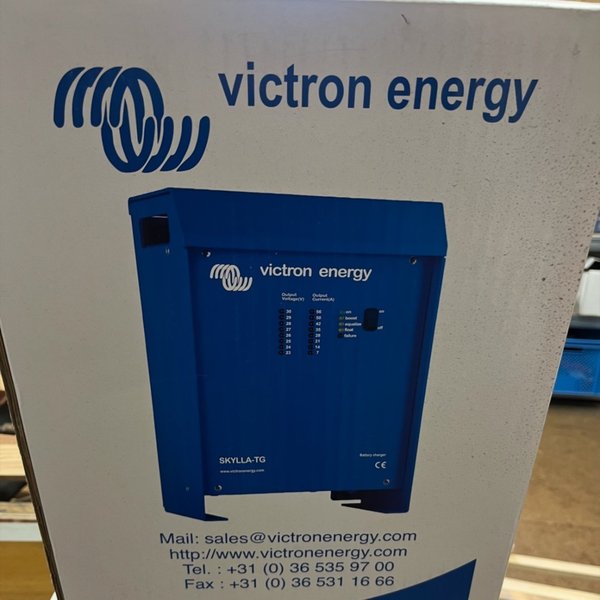 victron energy
victron energy
Output Voltage(V)
Output Current(A)
30 56 on on
29 50 boost
28 42 equalize
27 35 float off
26 28 failure
25 21
24 14
23 7
SKYLLA-TG
www.victronenergy.com
Battery charger
CE
Mail: sales@victronenergy.com
http://www.victronenergy.com
Tel. : +31 (0) 36 535 97 00
Fax : +31 (0) 36 531 16 66